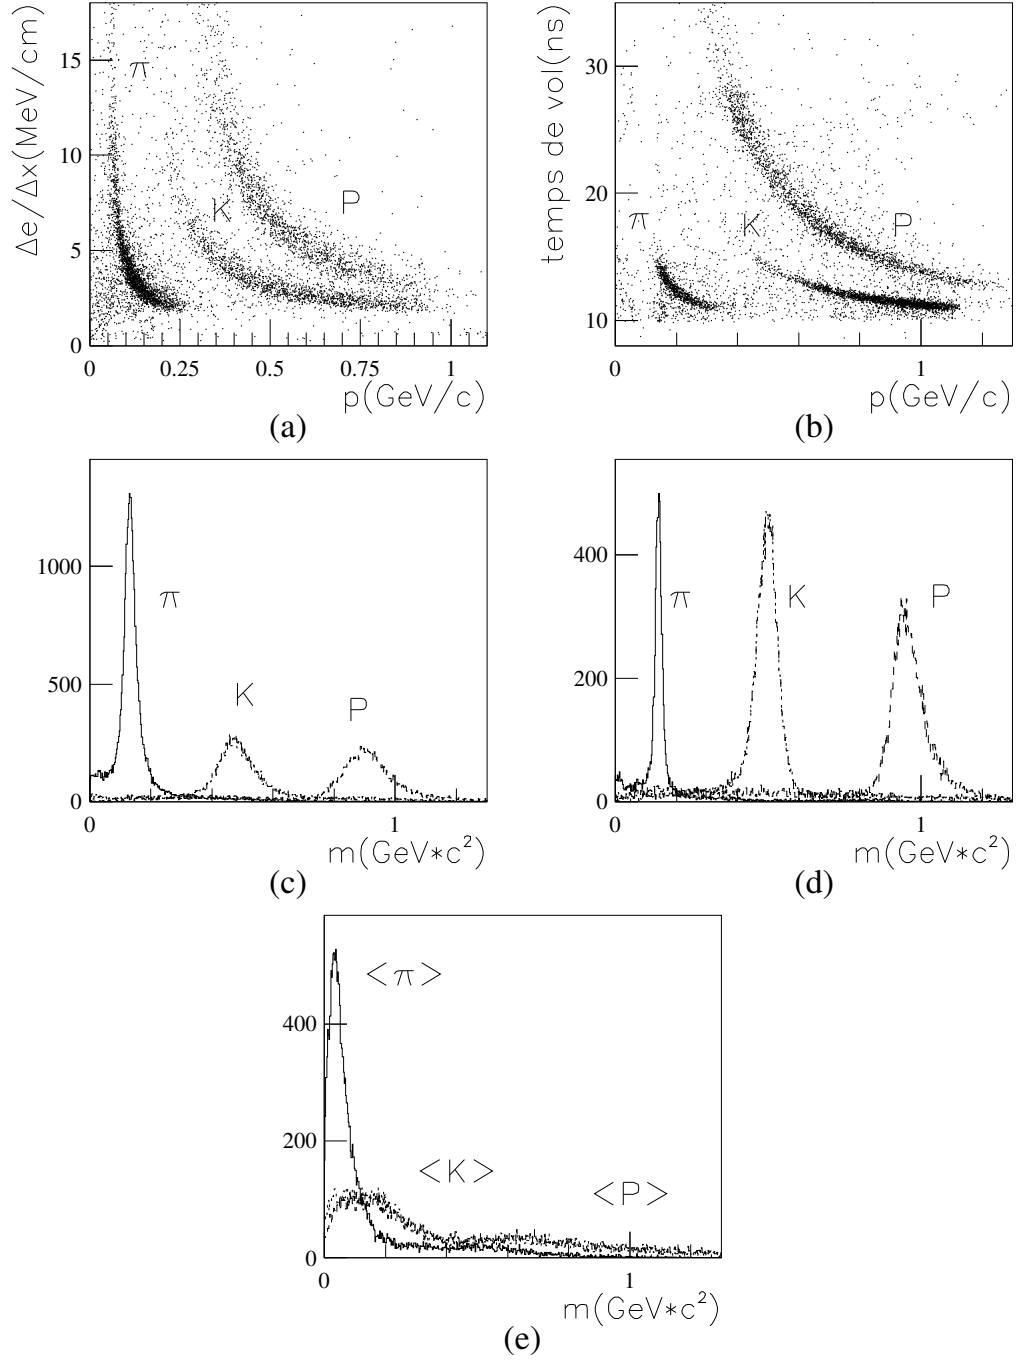 Δe/Δx(MeV/cm)
15
10
5
0
π
K
P
0
0.25
0.5
0.75
1
p(GeV/c)
(a)
temps de vol(ns)
30
20
10
π
K
P
0
1
p(GeV/c)
(b)
1000
500
0
π
K
P
0
1
m(GeV*c²)
(c)
400
200
0
π
K
P
0
1
m(GeV*c²)
(d)
400
200
0
<π>
<K>
<P>
0
1
m(GeV*c²)
(e)